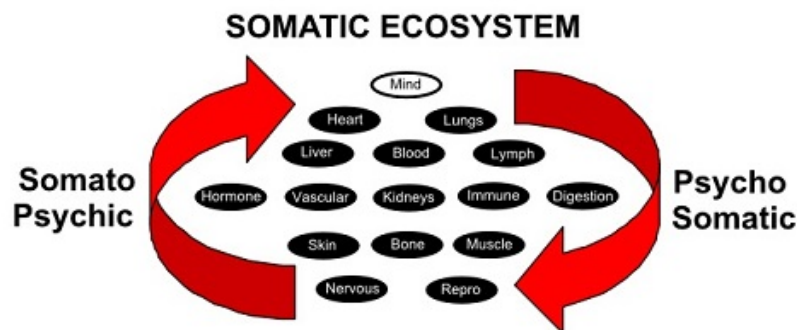 SOMATIC ECOSYSTEM
Mind
Heart Lungs
Liver Blood Lymph
Hormone Vascular Kidneys Immune Digestion
Skin Bone Muscle
Nervous Repro
Somato
Psychic
Psycho
Somatic